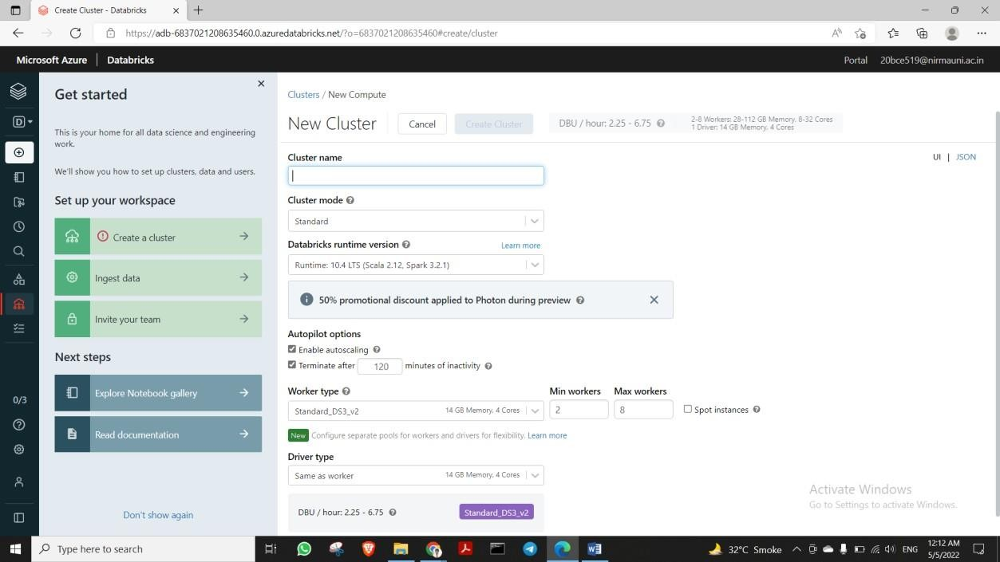 Create Cluster - Databricks
https://adb-6837021208635460.0.azuredatabricks.net/?o=6837021208635460#create/cluster
Microsoft Azure | Databricks
Portal 20bce519@nirmauni.ac.in
D
0/3
Get started
This is your home for all data science and engineering
work.
We'll show you how to set up clusters, data and users.
Set up your workspace
Create a cluster
Ingest data
Invite your team
Next steps
Explore Notebook gallery
Read documentation
Don't show again
Clusters / New Compute
New Cluster
Cancel
Create Cluster
DBU / hour: 2.25 - 6.75
2-8 Workers: 28-112 GB Memory, 8-32 Cores
1 Driver: 14 GB Memory, 4 Cores
UI | JSON
Cluster name
Cluster mode
Standard
Databricks runtime version
Learn more
Runtime: 10.4 LTS (Scala 2.12, Spark 3.2.1)
50% promotional discount applied to Photon during preview
Autopilot options
Enable autoscaling
Terminate after 120 minutes of inactivity
Worker type Min workers Max workers
Standard_DS3_v2 14 GB Memory, 4 Cores 2 8 Spot instances
New Configure separate pools for workers and drivers for flexibility. Learn more
Driver type
Same as worker 14 GB Memory, 4 Cores
DBU / hour: 2.25 - 6.75 Standard_DS3_v2
Activate Windows
Go to Settings to activate Windows.
Type here to search
32°C Smoke
ENG
12:12 AM
5/5/2022